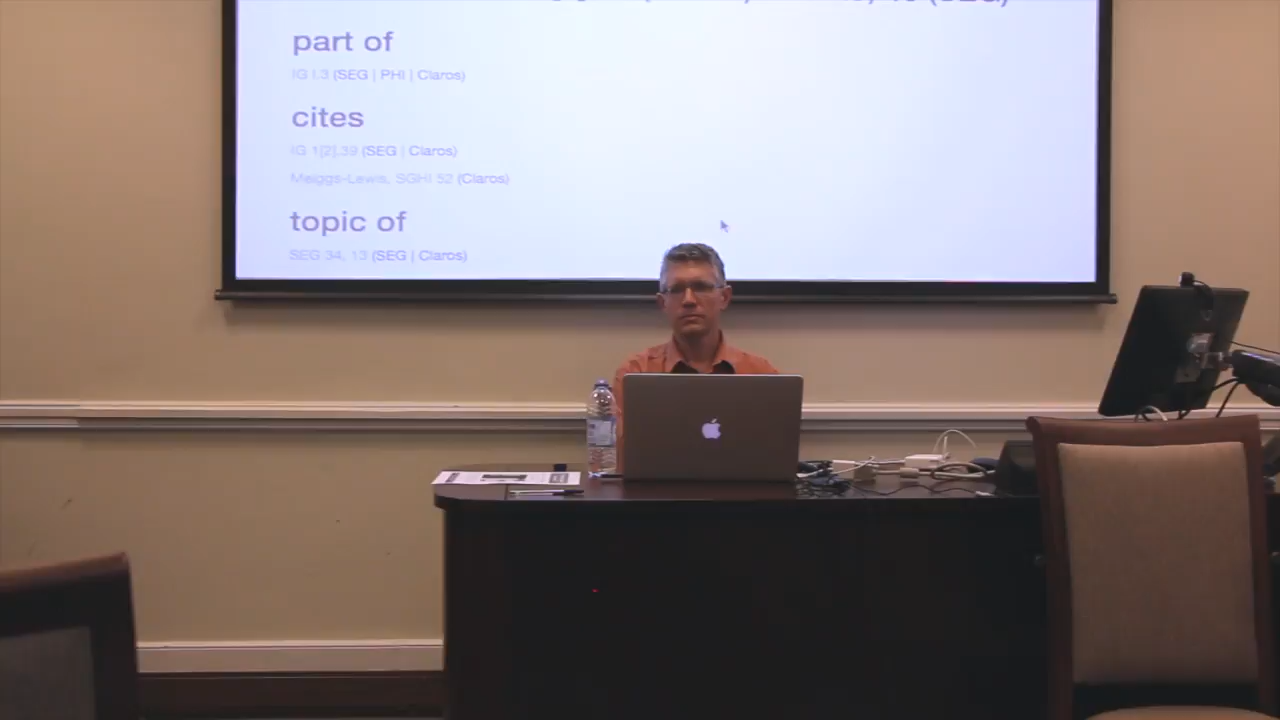 part of
IG I.3 (SEG | PHI | Claros)
cites
IG 1[2].39 (SEG | Claros)
Meiggs-Lewis, SGHI 52 (Claros)
topic of
SEG 34, 13 (SEG | Claros)